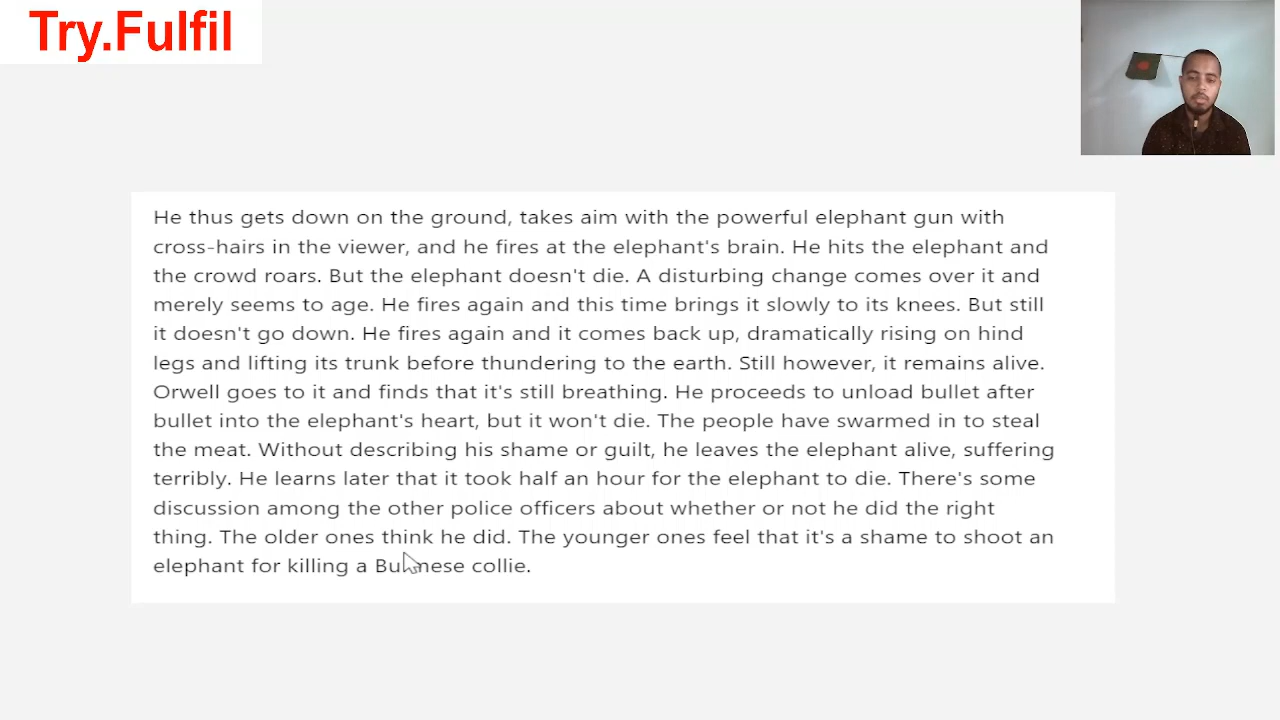 Try.Fulfil
He thus gets down on the ground, takes aim with the powerful elephant gun with
cross-hairs in the viewer, and he fires at the elephant's brain. He hits the elephant and
the crowd roars. But the elephant doesn't die. A disturbing change comes over it and
merely seems to age. He fires again and this time brings it slowly to its knees. But still
it doesn't go down. He fires again and it comes back up, dramatically rising on hind
legs and lifting its trunk before thundering to the earth. Still however, it remains alive.
Orwell goes to it and finds that it's still breathing. He proceeds to unload bullet after
bullet into the elephant's heart, but it won't die. The people have swarmed in to steal
the meat. Without describing his shame or guilt, he leaves the elephant alive, suffering
terribly. He learns later that it took half an hour for the elephant to die. There's some
discussion among the other police officers about whether or not he did the right
thing. The older ones think he did. The younger ones feel that it's a shame to shoot an
elephant for killing a Burmese collie.